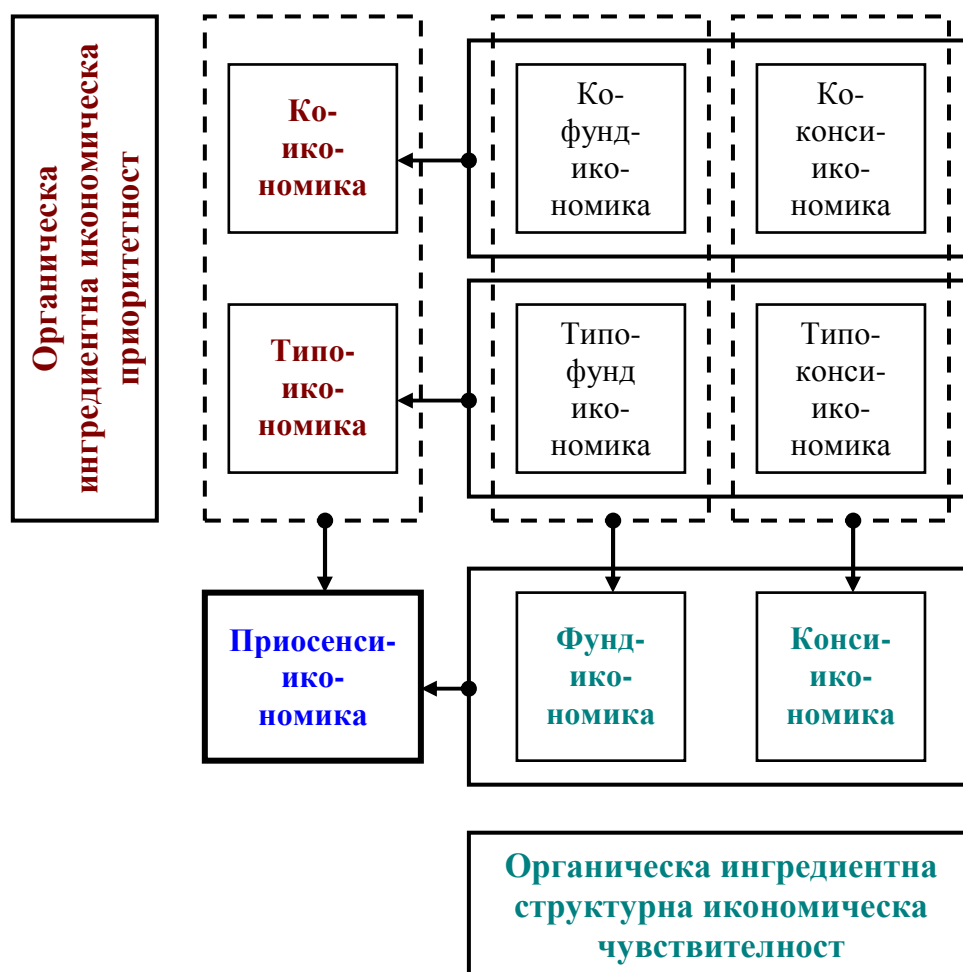 Органическа
ингредиентна икономическа
приоритетност
Ко-
ико-
номика
Ко-
фунд-
ико-
номика
Ко-
конси-
ико-
номика
Типо-
ико-
номика
Типо-
фунд
ико-
номика
Типо-
конси-
ико-
номика
Приосенси-
ико-
номика
Фунд-
ико-
номика
Конси-
ико-
номика
Органическа ингредиентна
структурна икономическа
чувствителност